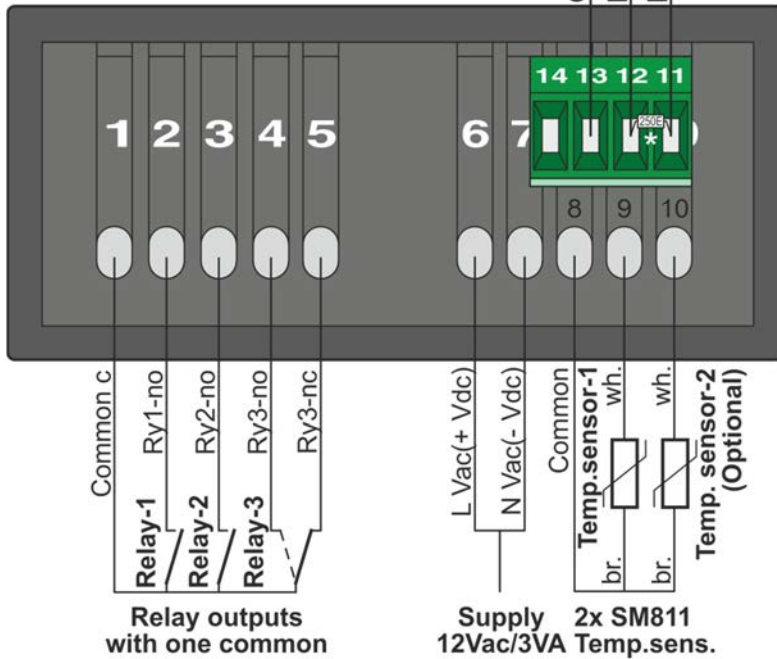 14 13 12 11
1 2 3 4 5 6 7
250E
*
8 9 10
Common c
Ry1-no
Ry2-no
Ry3-no
Ry3-nc
L Vac(+ Vdc)
N Vac(- Vdc)
Common
Temp.sensor-1
wh.
wh.
Temp. sensor-2
(Optional)
Relay-1
Relay-2
Relay-3
br.
br.
Relay outputs
with one common
Supply
12Vac/3VA
2x SM811
Temp.sens.